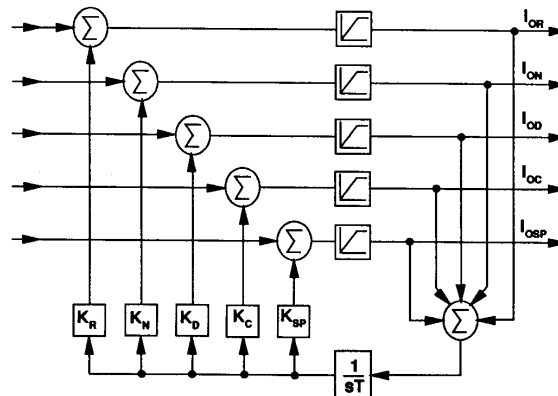 Σ I_OR
Σ I_ON
Σ I_OD
Σ I_OC
Σ I_OSP
K_R K_N K_D K_C K_SP Σ
1
sT